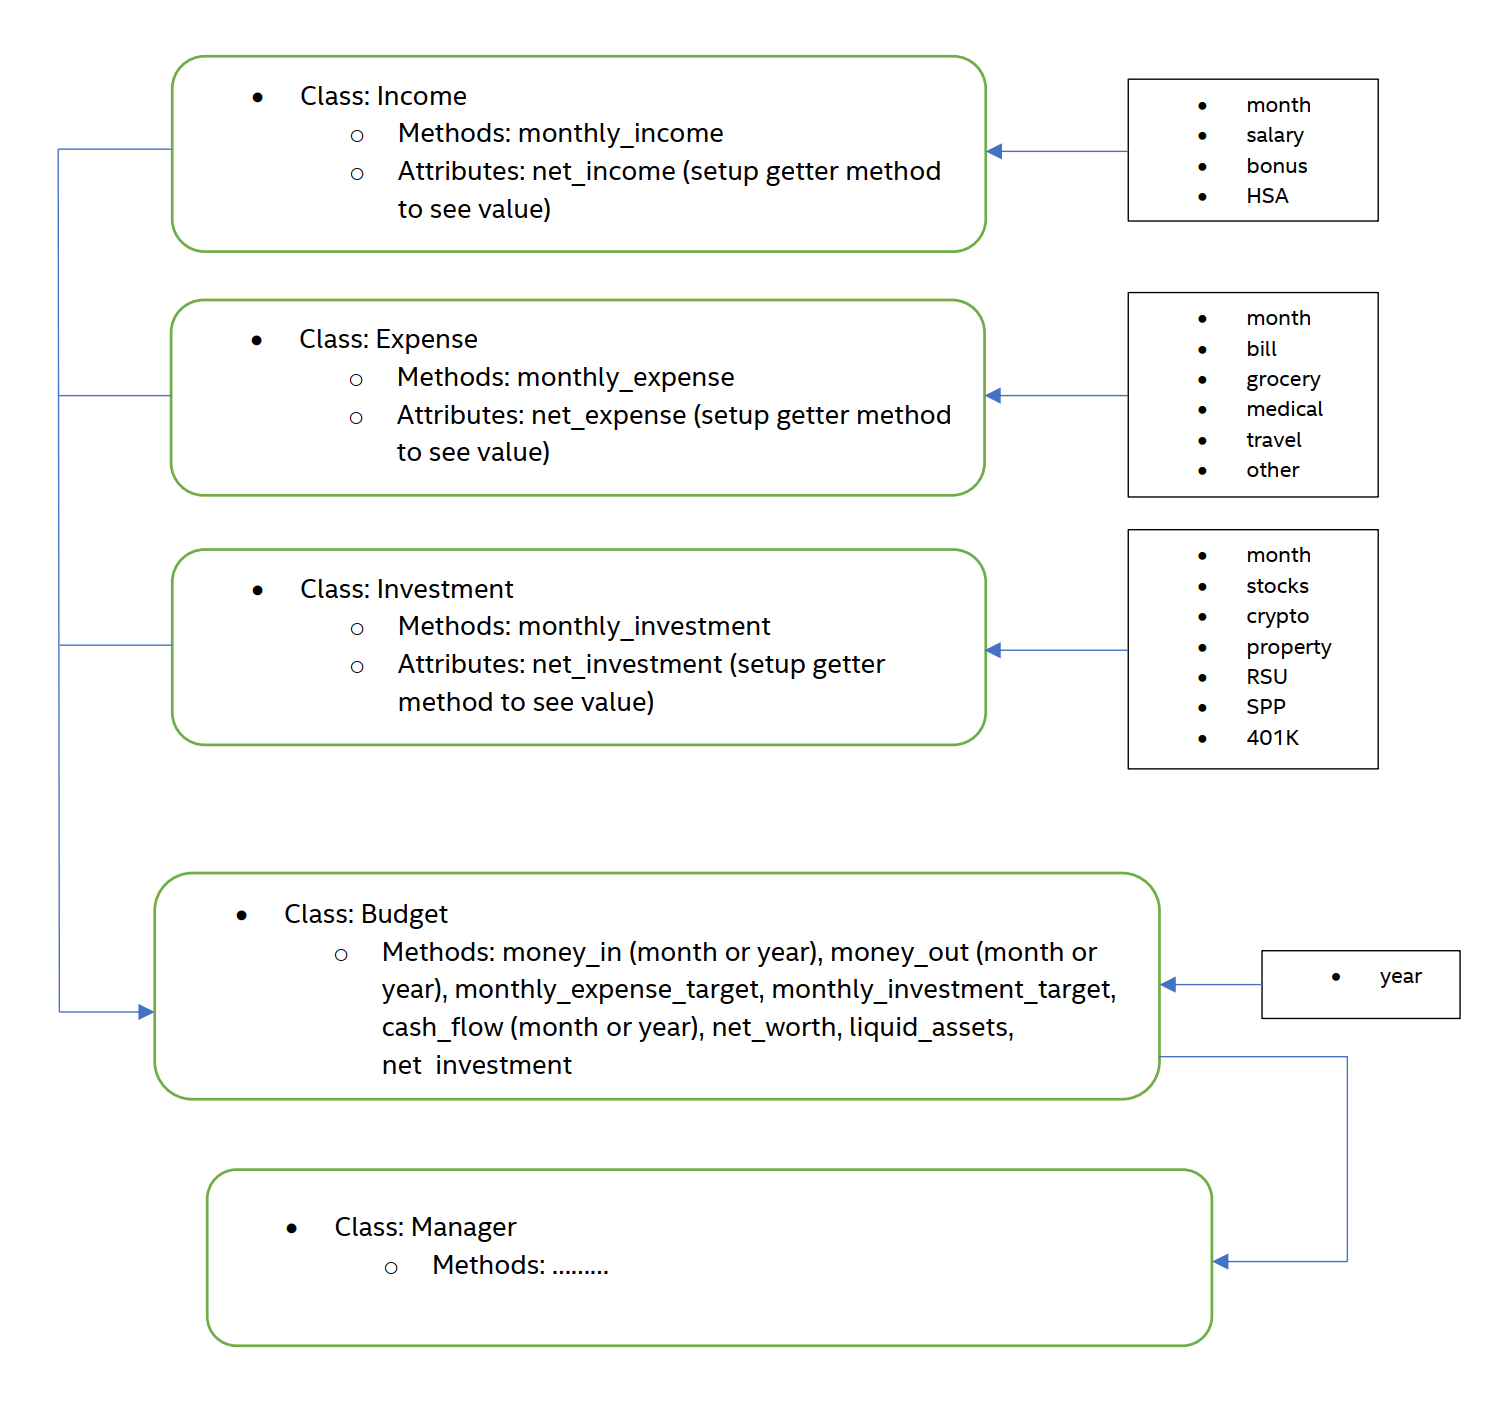 • Class: Income
○ Methods: monthly_income
○ Attributes: net_income (setup getter method
to see value)
• month
• salary
• bonus
• HSA
• Class: Expense
○ Methods: monthly_expense
○ Attributes: net_expense (setup getter method
to see value)
• month
• bill
• grocery
• medical
• travel
• other
• Class: Investment
○ Methods: monthly_investment
○ Attributes: net_investment (setup getter
method to see value)
• month
• stocks
• crypto
• property
• RSU
• SPP
• 401K
• Class: Budget
○ Methods: money_in (month or year), money_out (month or
year), monthly_expense_target, monthly_investment_target,
cash_flow (month or year), net_worth, liquid_assets,
net investment
• year
• Class: Manager
○ Methods: ………